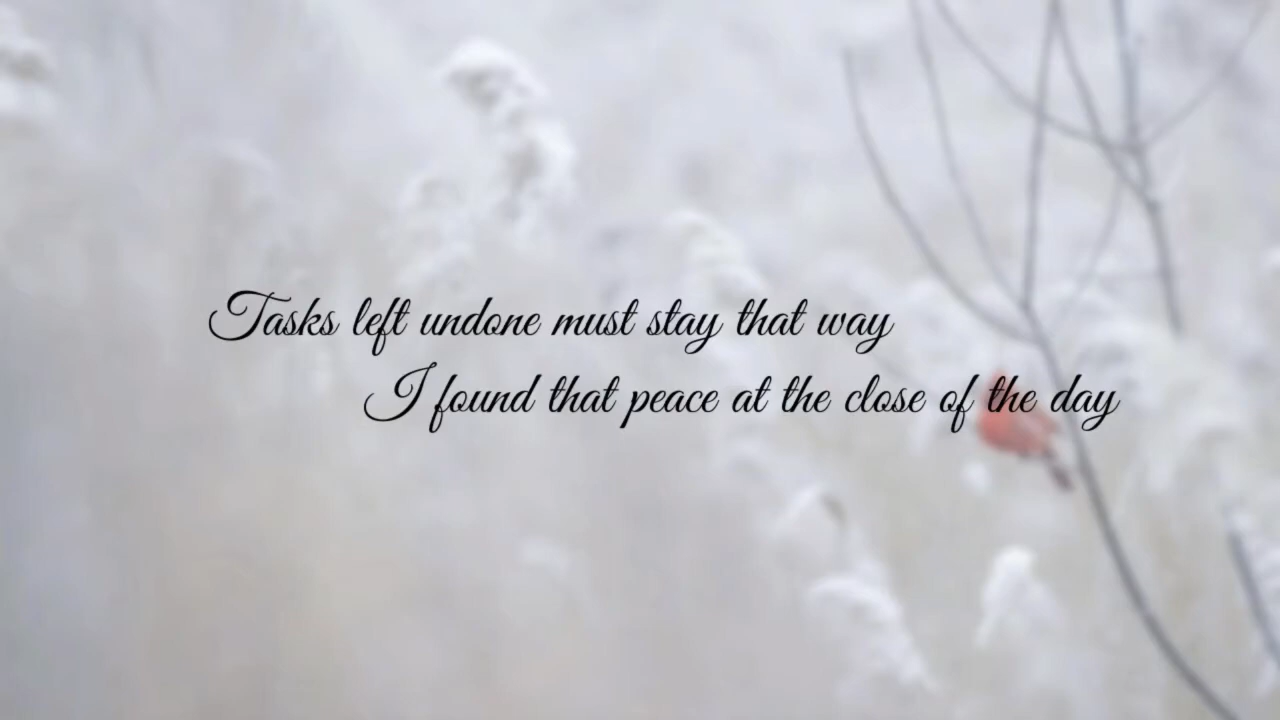 Tasks left undone must stay that way
I found that peace at the close of the day